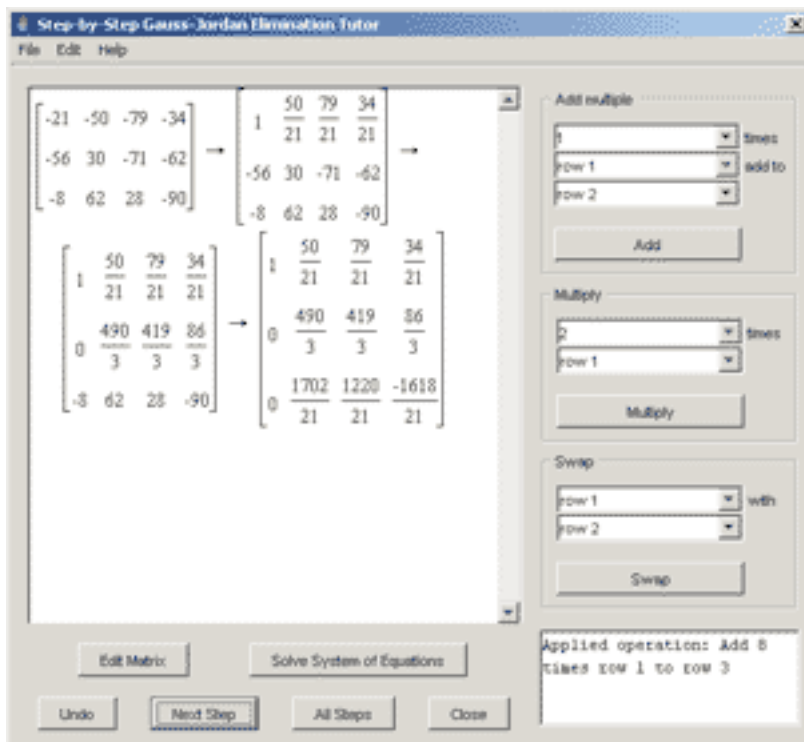 Step-by-Step Gauss-Jordan Elimination Tutor
File Edit Help
-21 -50 -79 -34
-56 30 -71 -62
-8 62 28 -90
→
1 50/21 79/21 34/21
-56 30 -71 -62
-8 62 28 -90
→
1 50/21 79/21 34/21
0 490/3 419/3 86/3
-8 62 28 -90
→
1 50/21 79/21 34/21
0 490/3 419/3 86/3
0 1702/21 1220/21 -1618/21
Add multiple
1 times
row 1 add to
row 2
Add
Multiply
2 times
row 1
Multiply
Swap
row 1 with
row 2
Swap
Edit Matrix Solve System of Equations
Undo Next Step All Steps Close
Applied operation: Add 8
times row 1 to row 3